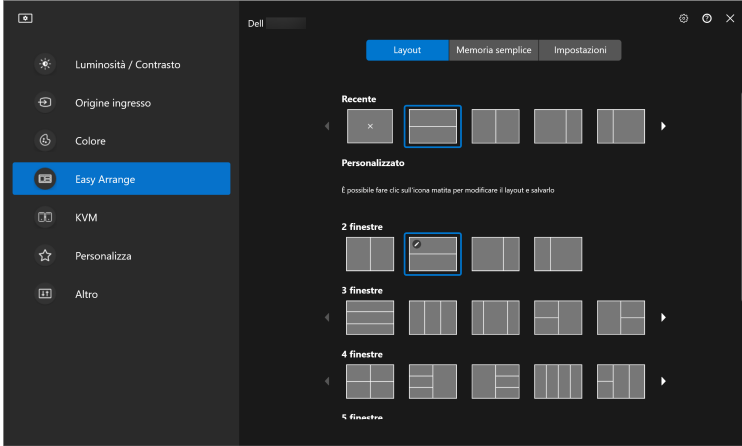 Dell
Layout
Memoria semplice
Impostazioni
Luminosità / Contrasto
Origine ingresso
Colore
Easy Arrange
KVM
Personalizza
Altro
Recente
Personalizzato
È possibile fare clic sull'icona matita per modificare il layout e salvarlo
2 finestre
3 finestre
4 finestre
5 finestre